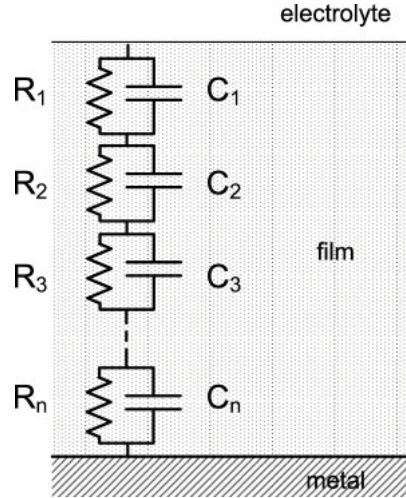 electrolyte
R₁ C₁
R₂ C₂
film
R₃ C₃
Rₙ Cₙ
metal